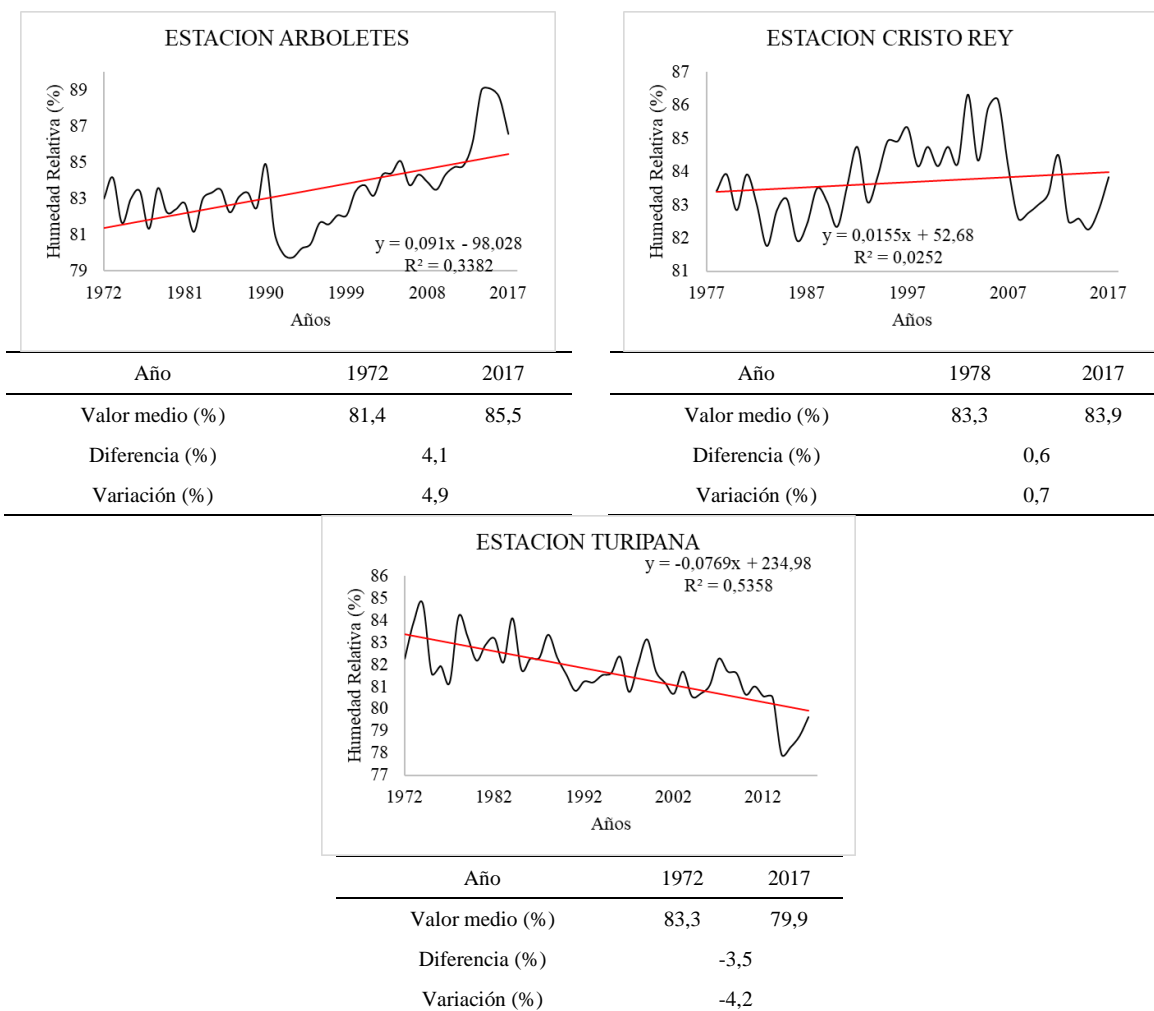 ESTACION ARBOLETES
Humedad Relativa (%)
89
87
85
83
81
79
y = 0,091x - 98,028
R² = 0,3382
1972 1981 1990 1999 2008 2017
Años
Año 1972 2017
Valor medio (%) 81,4 85,5
Diferencia (%) 4,1
Variación (%) 4,9
ESTACION CRISTO REY
Humedad Relativa (%)
87
86
85
84
83
82
81
y = 0,0155x + 52,68
R² = 0,0252
1977 1987 1997 2007 2017
Años
Año 1978 2017
Valor medio (%) 83,3 83,9
Diferencia (%) 0,6
Variación (%) 0,7
ESTACION TURIPANA
y = -0,0769x + 234,98
R² = 0,5358
Humedad Relativa (%)
86
85
84
83
82
81
80
79
78
77
1972 1982 1992 2002 2012
Años
Año 1972 2017
Valor medio (%) 83,3 79,9
Diferencia (%) -3,5
Variación (%) -4,2